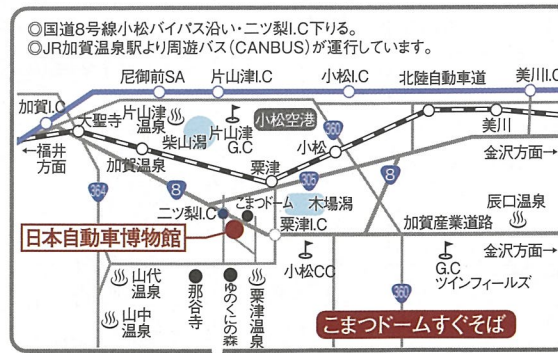 ◎国道8号線小松バイパス沿い・二ツ梨I.C下りる。
◎JR加賀温泉駅より周遊バス(CANBUS)が運行しています。
尼御前SA
片山津I.C
小松I.C
北陸自動車道
美川I.C
加賀I.C
大聖寺
片山津
温泉
柴山潟
片山津
G.C
小松空港
360
小松
美川
←福井
方面
加賀温泉
粟津
金沢方面→
364
8
305
8
二ツ梨I.C
こまつドーム
木場潟
粟津I.C
加賀産業道路
辰口温泉
日本自動車博物館
金沢方面→
山代
温泉
山中
温泉
那谷寺
ゆのくにの森
粟津温泉
小松CC
360
G.C
ツインフィールズ
こまつドームすぐそば